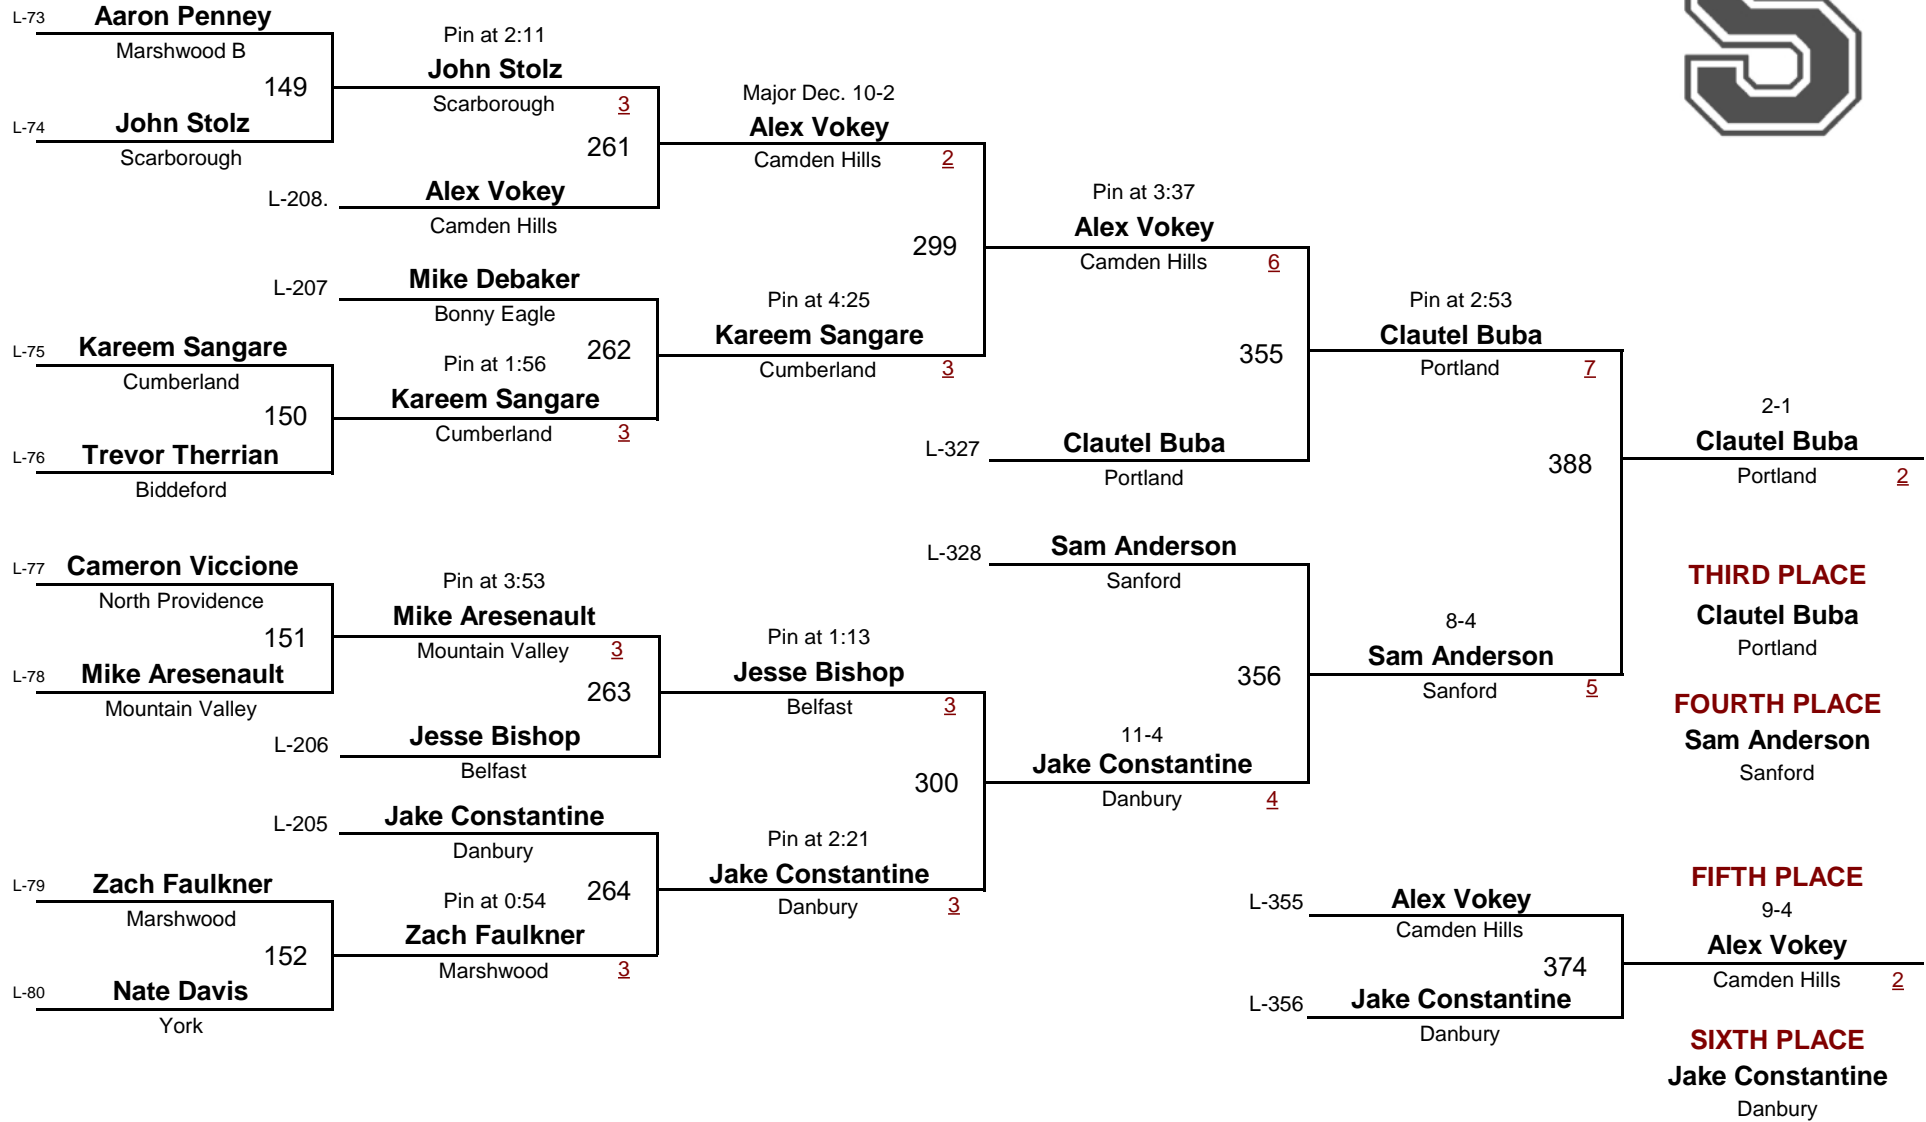 L-73 Aaron Penney
Marshwood B
149
L-74 John Stolz
Scarborough
Pin at 2:11
John Stolz
Scarborough 3
261
L-208. Alex Vokey
Camden Hills
Major Dec. 10-2
Alex Vokey
Camden Hills 2
299
L-207 Mike Debaker
Bonny Eagle
262
L-75 Kareem Sangare
Cumberland
150
L-76 Trevor Therrian
Biddeford
Pin at 1:56
Kareem Sangare
Cumberland 3
Pin at 4:25
Kareem Sangare
Cumberland 3
Pin at 3:37
Alex Vokey
Camden Hills 6
355
L-327 Clautel Buba
Portland
Pin at 2:53
Clautel Buba
Portland 7
388
2-1
Clautel Buba
Portland 2
L-77 Cameron Viccione
North Providence
151
L-78 Mike Aresenault
Mountain Valley
Pin at 3:53
Mike Aresenault
Mountain Valley 3
263
L-206 Jesse Bishop
Belfast
Pin at 1:13
Jesse Bishop
Belfast 3
300
L-205 Jake Constantine
Danbury
264
L-79 Zach Faulkner
Marshwood
152
L-80 Nate Davis
York
Pin at 0:54
Zach Faulkner
Marshwood 3
Pin at 2:21
Jake Constantine
Danbury 3
L-328 Sam Anderson
Sanford
356
11-4
Jake Constantine
Danbury 4
8-4
Sam Anderson
Sanford 5
THIRD PLACE
Clautel Buba
Portland
FOURTH PLACE
Sam Anderson
Sanford
L-355 Alex Vokey
Camden Hills
374
L-356 Jake Constantine
Danbury
FIFTH PLACE
9-4
Alex Vokey
Camden Hills 2
SIXTH PLACE
Jake Constantine
Danbury
S